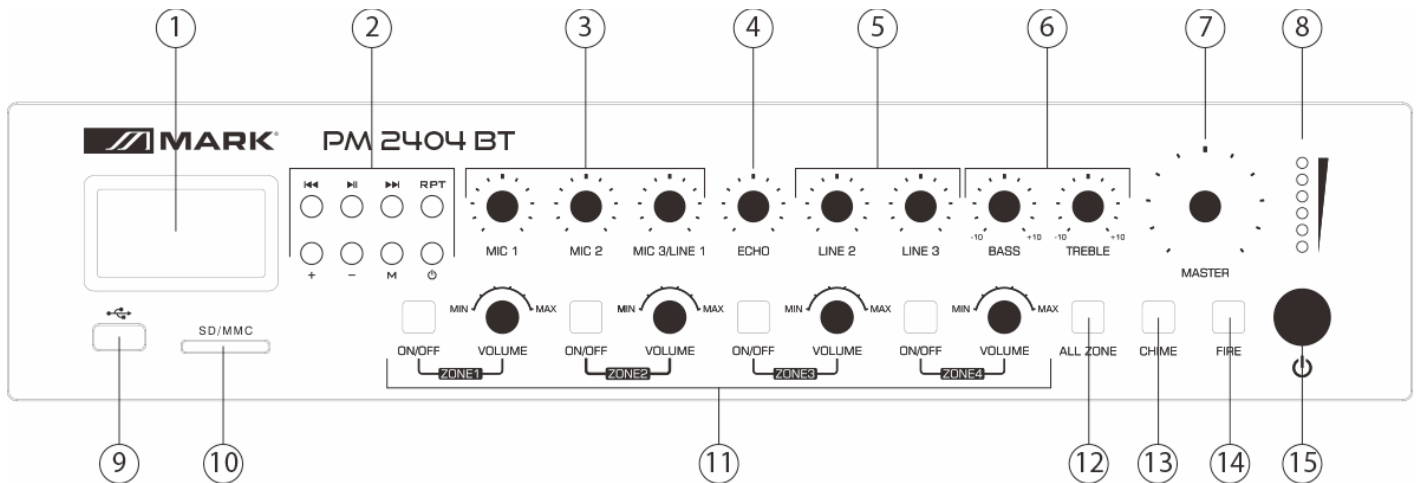 1 2 3 4 5 6 7 8
MARK® PM 2404 BT
RPT
+ − M
MIC 1 MIC 2 MIC 3/LINE 1 ECHO LINE 2 LINE 3 -10 BASS +10 -10 TREBLE +10
MASTER
SD/MMC
MIN MAX MIN MAX MIN MAX MIN MAX
ON/OFF VOLUME ON/OFF VOLUME ON/OFF VOLUME ON/OFF VOLUME ALL ZONE CHIME FIRE
ZONE1 ZONE2 ZONE3 ZONE4
9 10 11 12 13 14 15